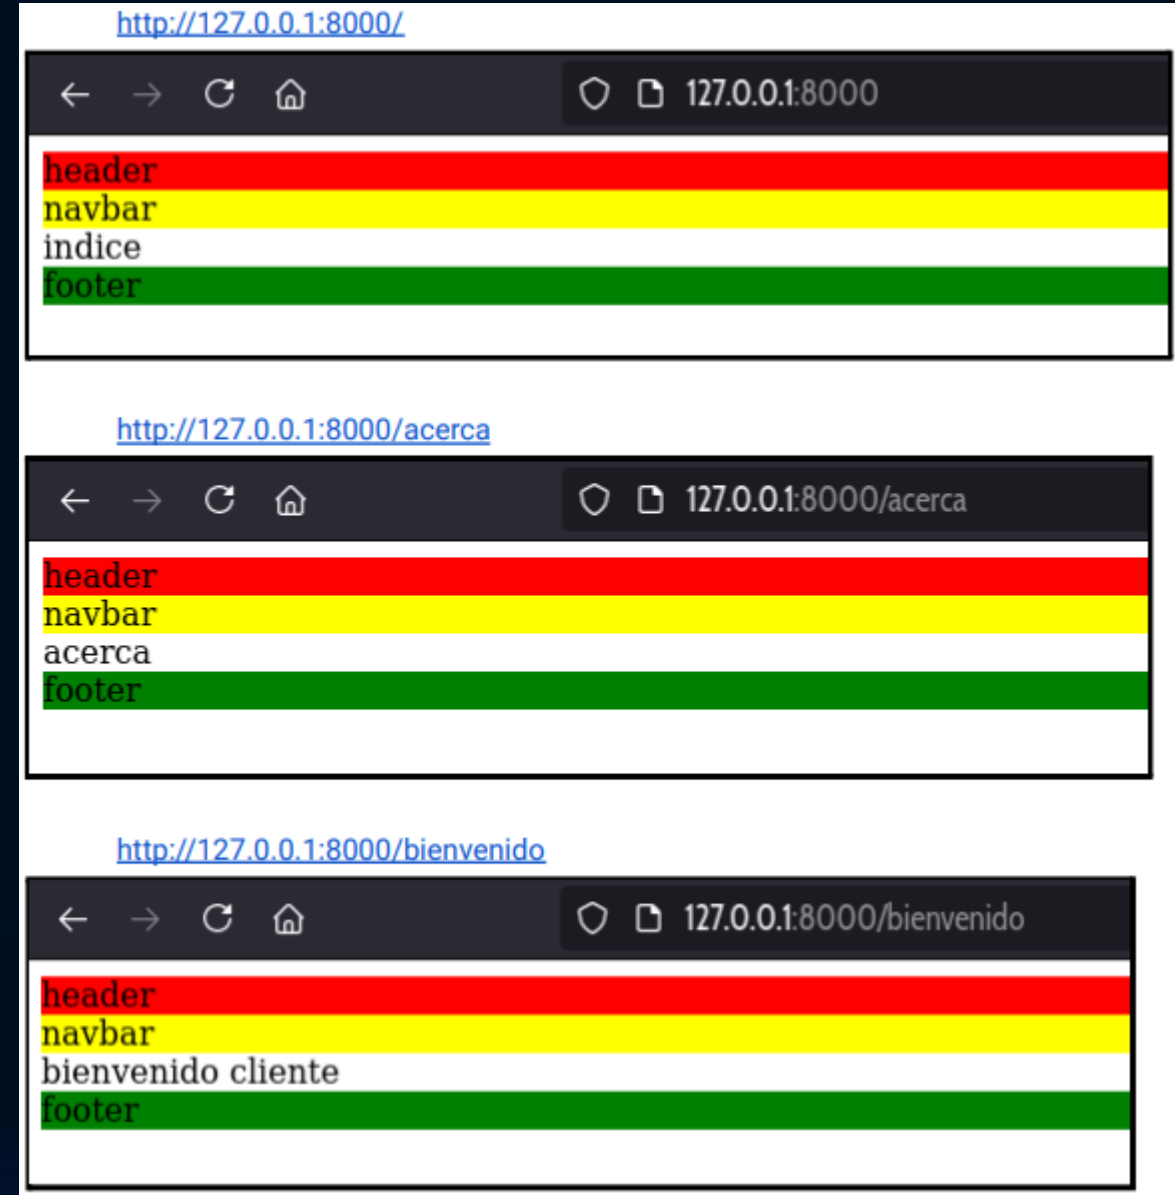 http://127.0.0.1:8000/
127.0.0.1:8000
header
navbar
indice
footer
http://127.0.0.1:8000/acerca
127.0.0.1:8000/acerca
header
navbar
acerca
footer
http://127.0.0.1:8000/bienvenido
127.0.0.1:8000/bienvenido
header
navbar
bienvenido cliente
footer